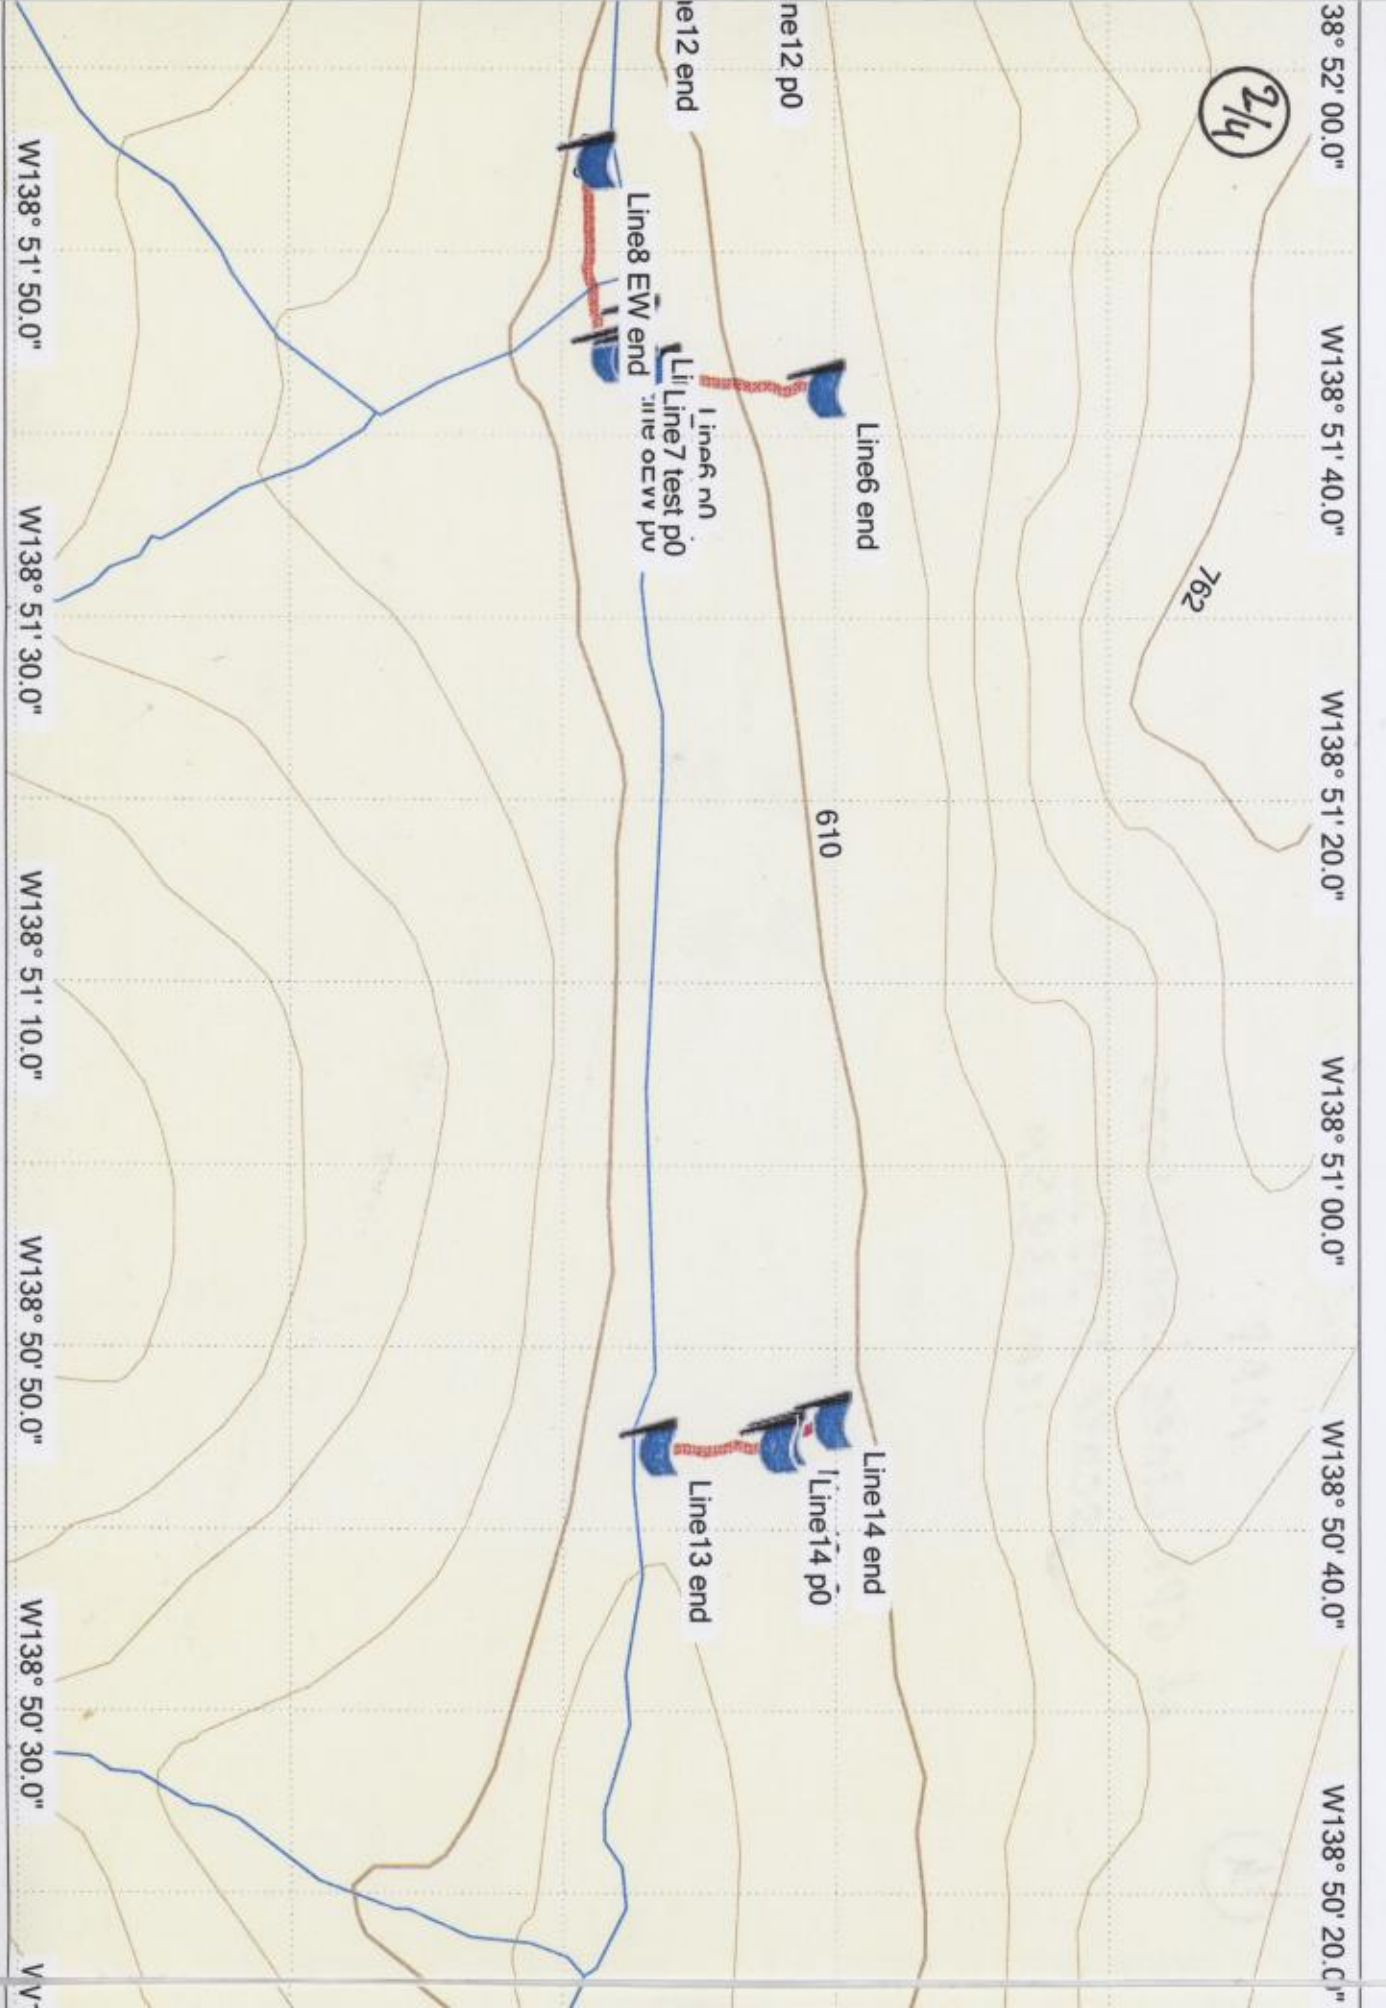 38° 52' 00.0"
W138° 51' 40.0"
W138° 51' 20.0"
W138° 51' 00.0"
W138° 50' 40.0"
W138° 50' 20.0"
2/4
762
ne12 p0
ne12 end
Line6 end
610
Line6 p0
Line7 test p0
Li
Line8 EW end
Line14 end
Line14 p0
Line13 end
W138° 51' 50.0"
W138° 51' 30.0"
W138° 51' 10.0"
W138° 50' 50.0"
W138° 50' 30.0"